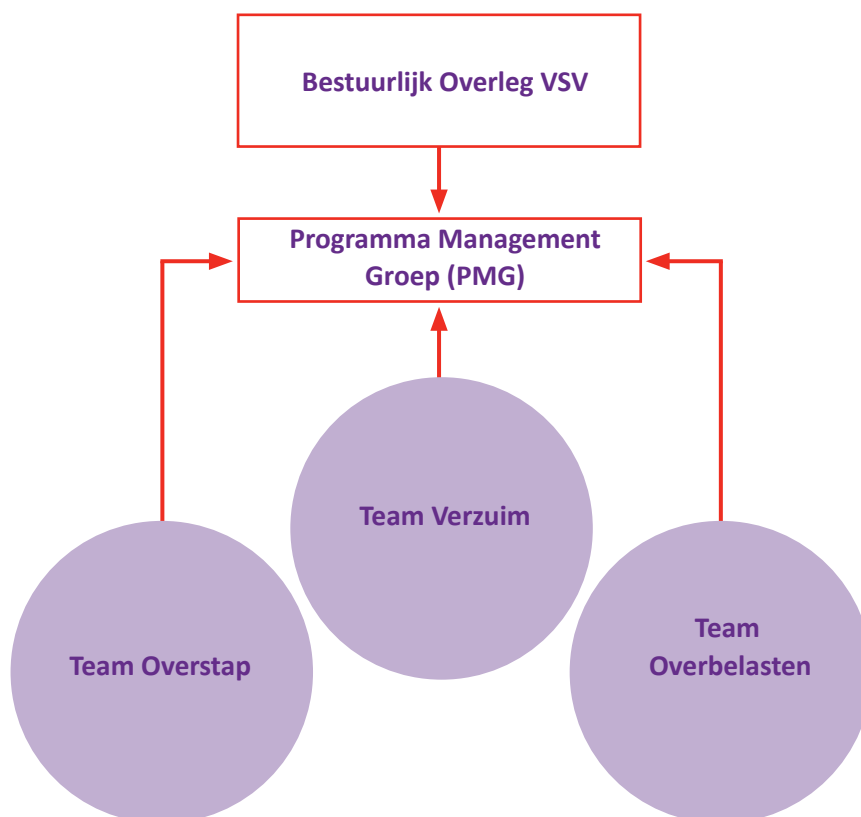 Bestuurlijk Overleg VSV
Programma Management
Groep (PMG)
Team Verzuim
Team Overstap
Team
Overbelasten